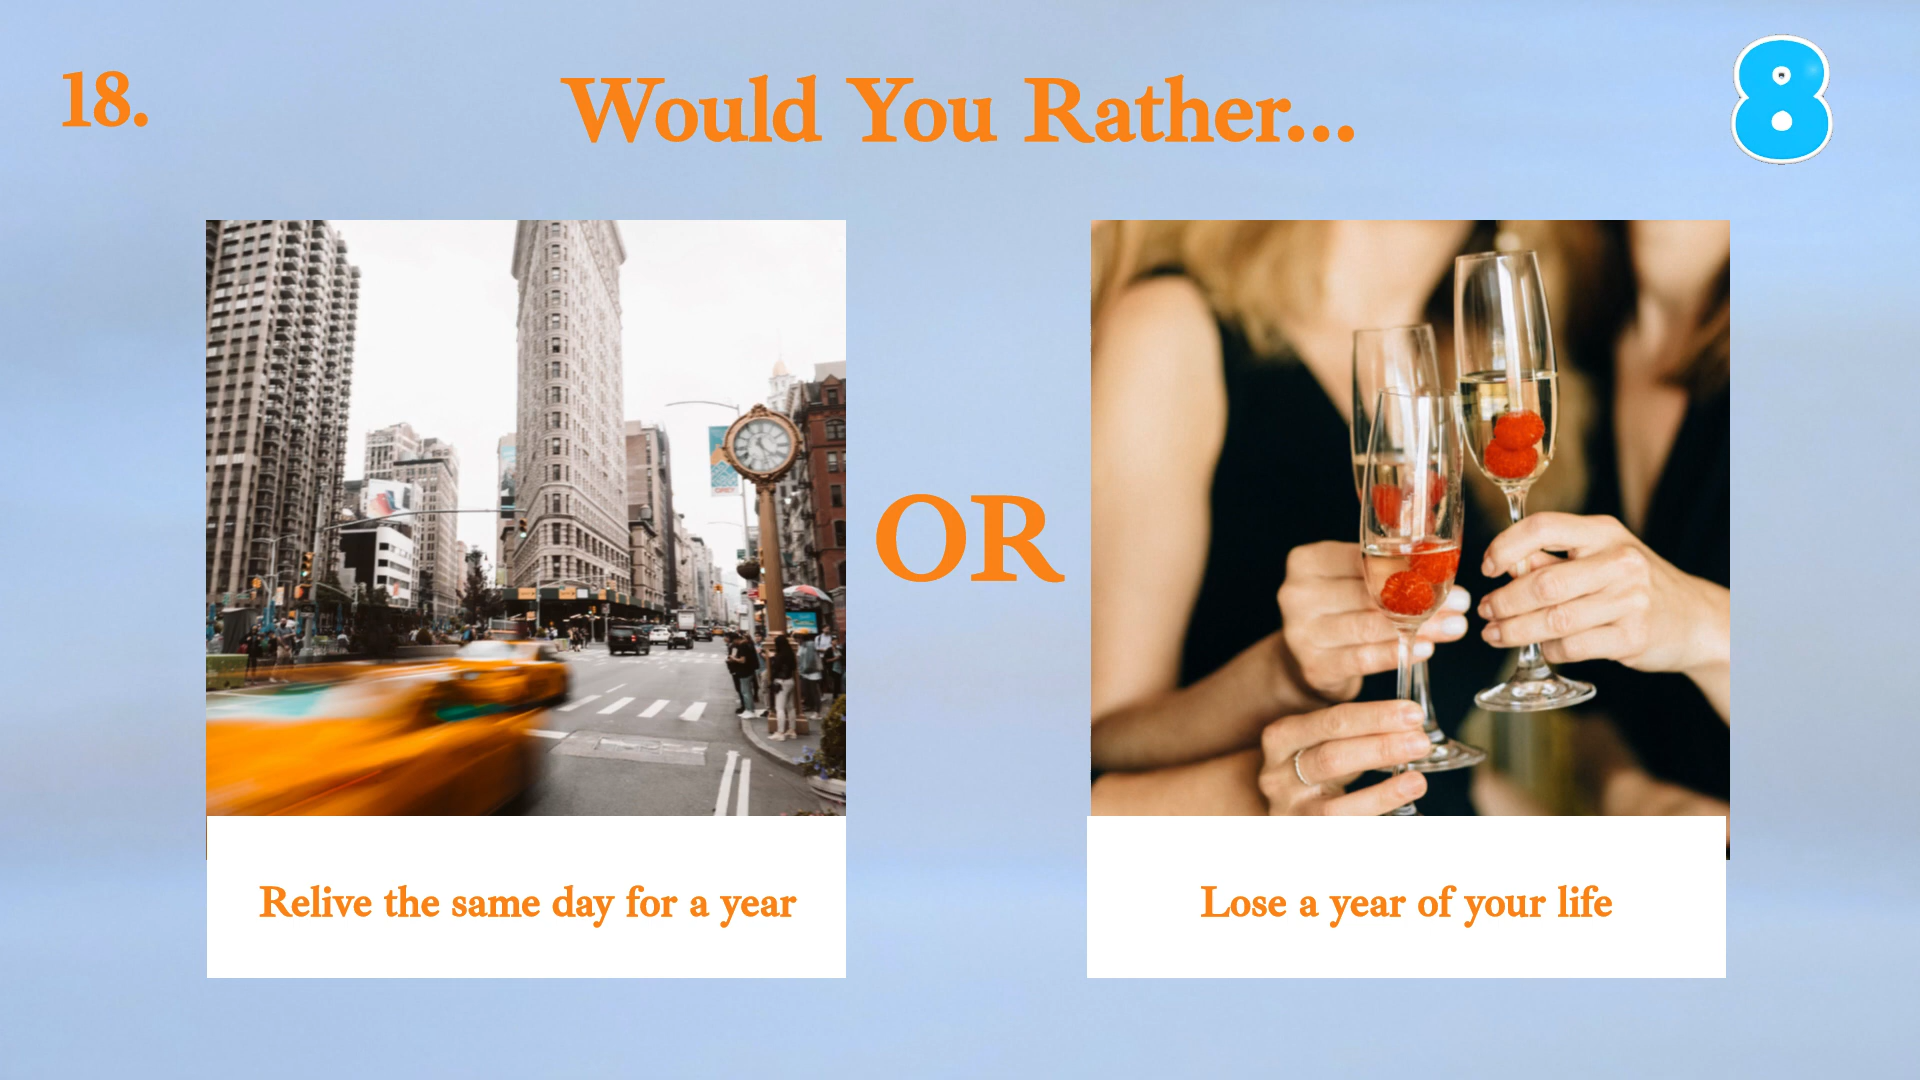 18.
Would You Rather...
8
OR
Relive the same day for a year
Lose a year of your life